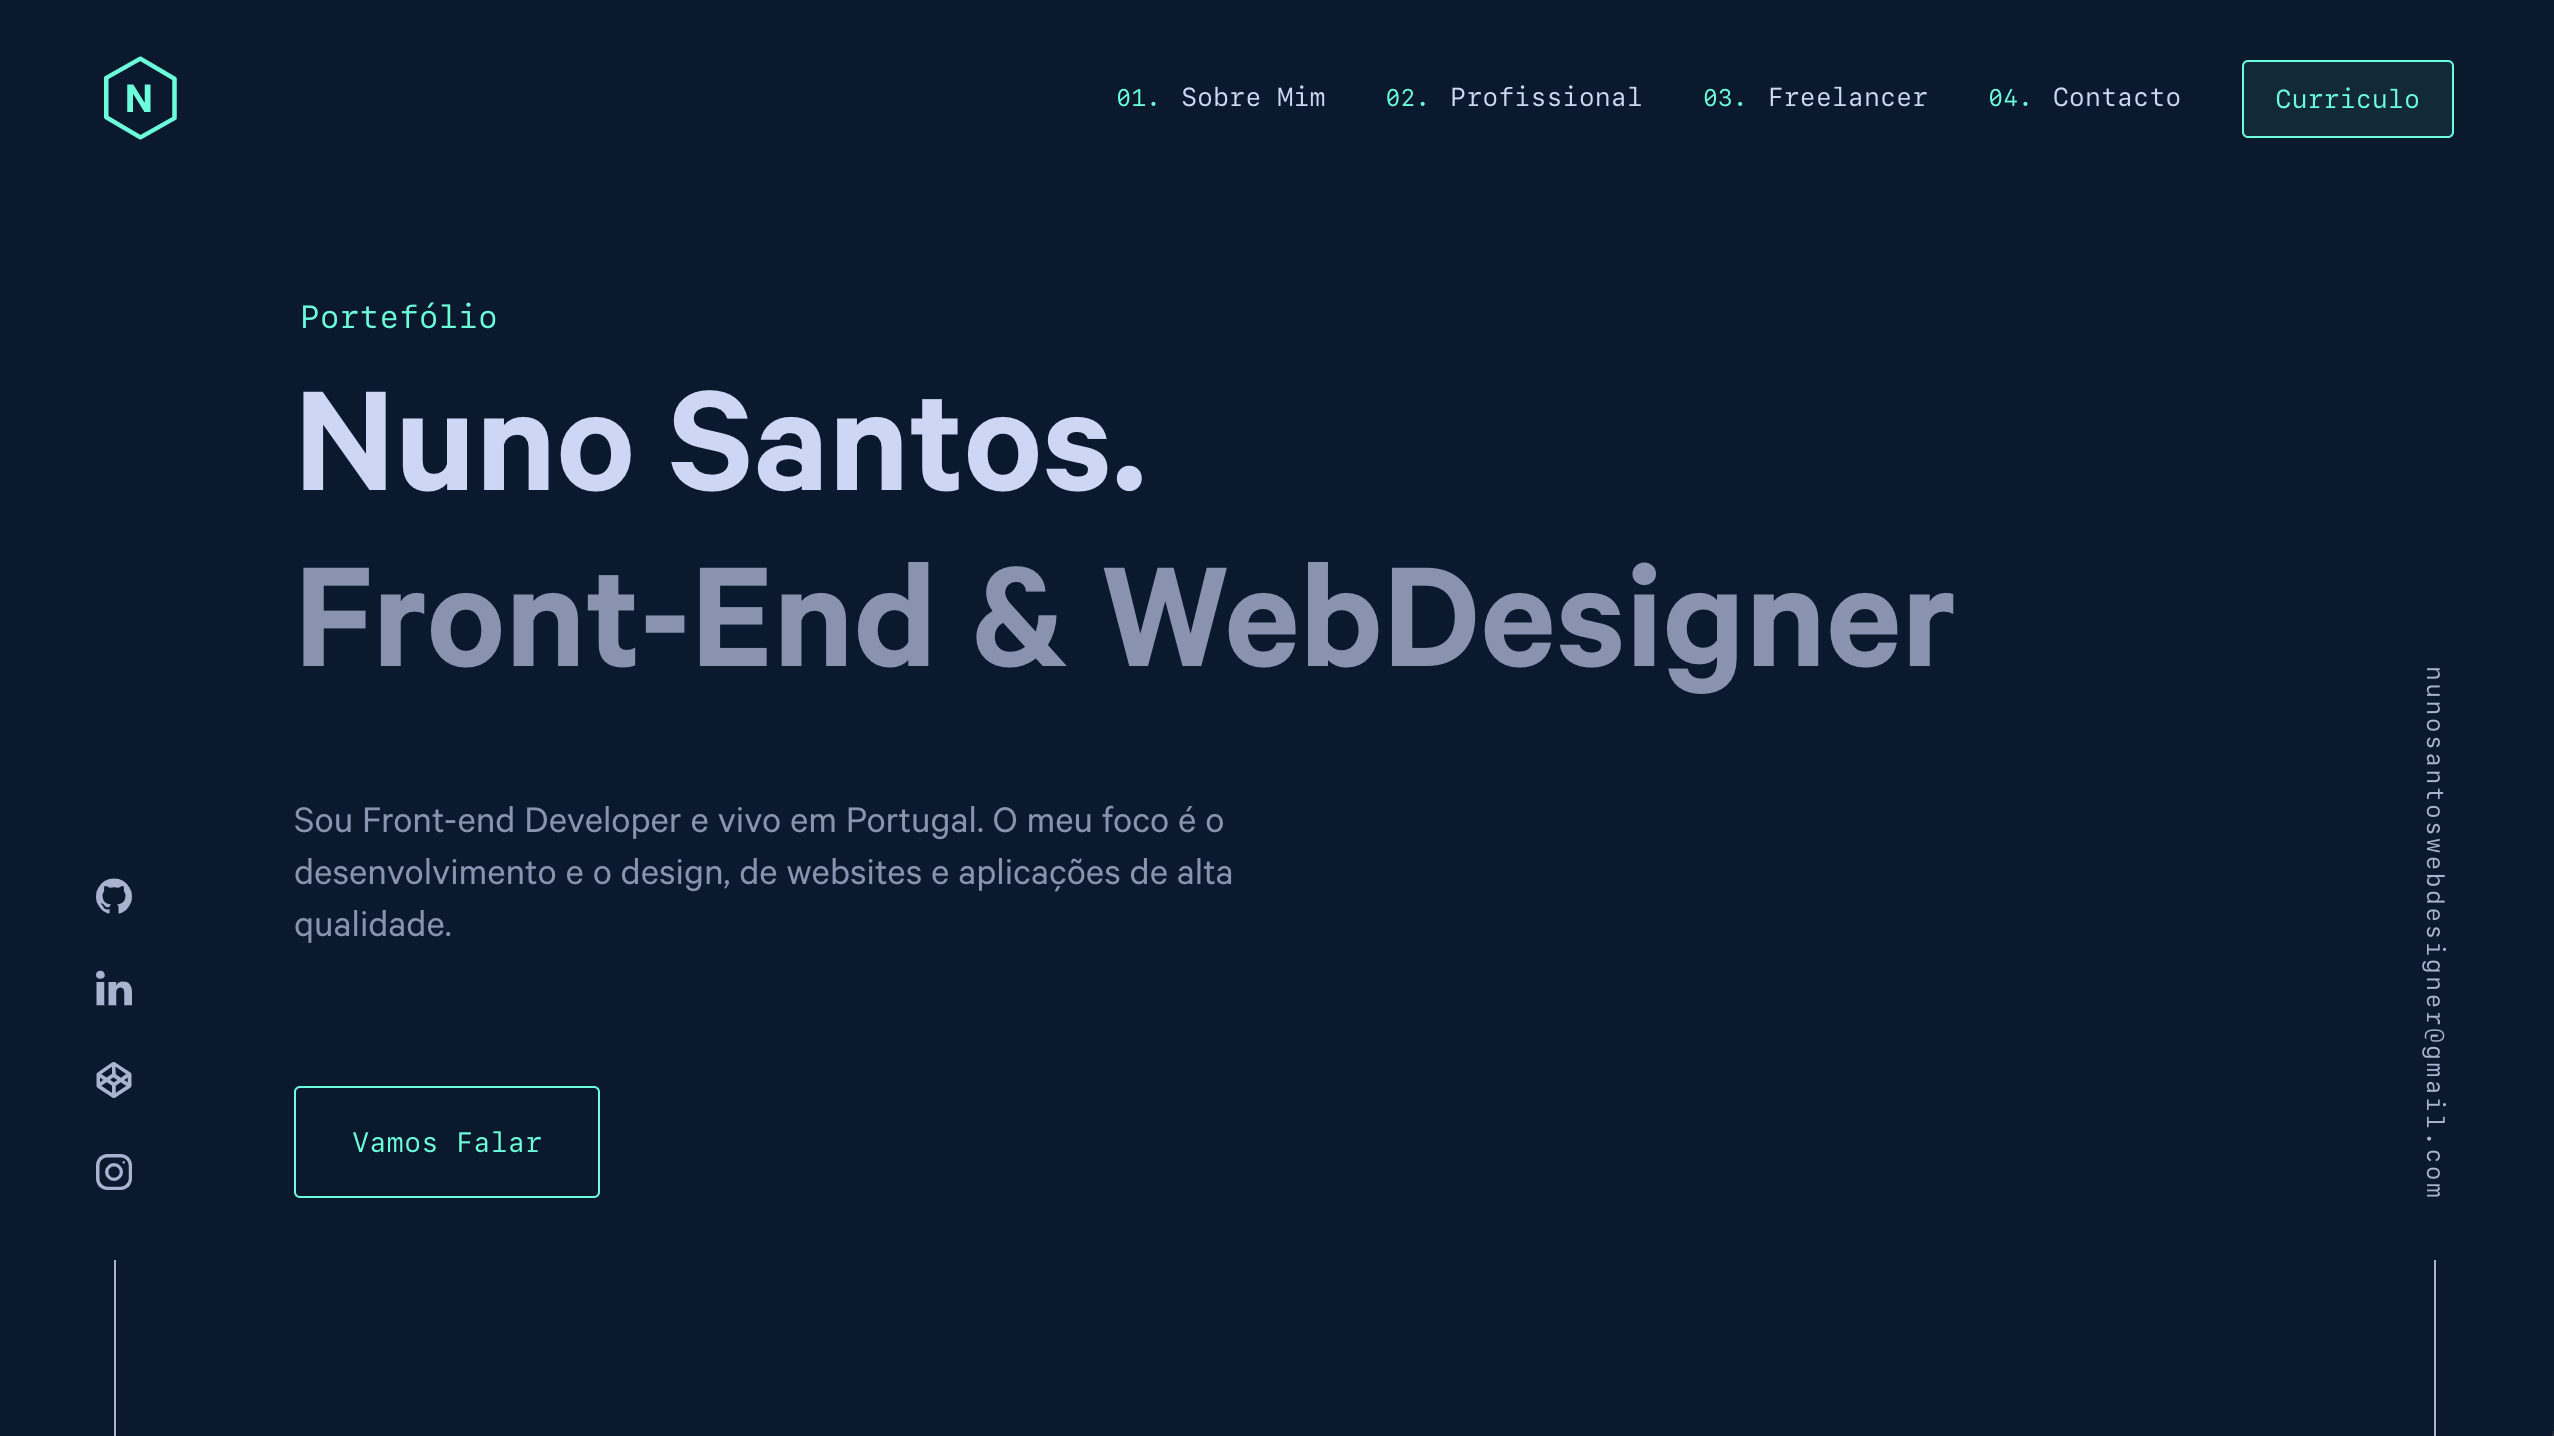 N
01. Sobre Mim
02. Profissional
03. Freelancer
04. Contacto
Curriculo
Portefólio
Nuno Santos.
Front-End & WebDesigner
Sou Front-end Developer e vivo em Portugal. O meu foco é o
desenvolvimento e o design, de websites e aplicações de alta
qualidade.
in
Vamos Falar
nunosantoswebdesigner@gmail.com